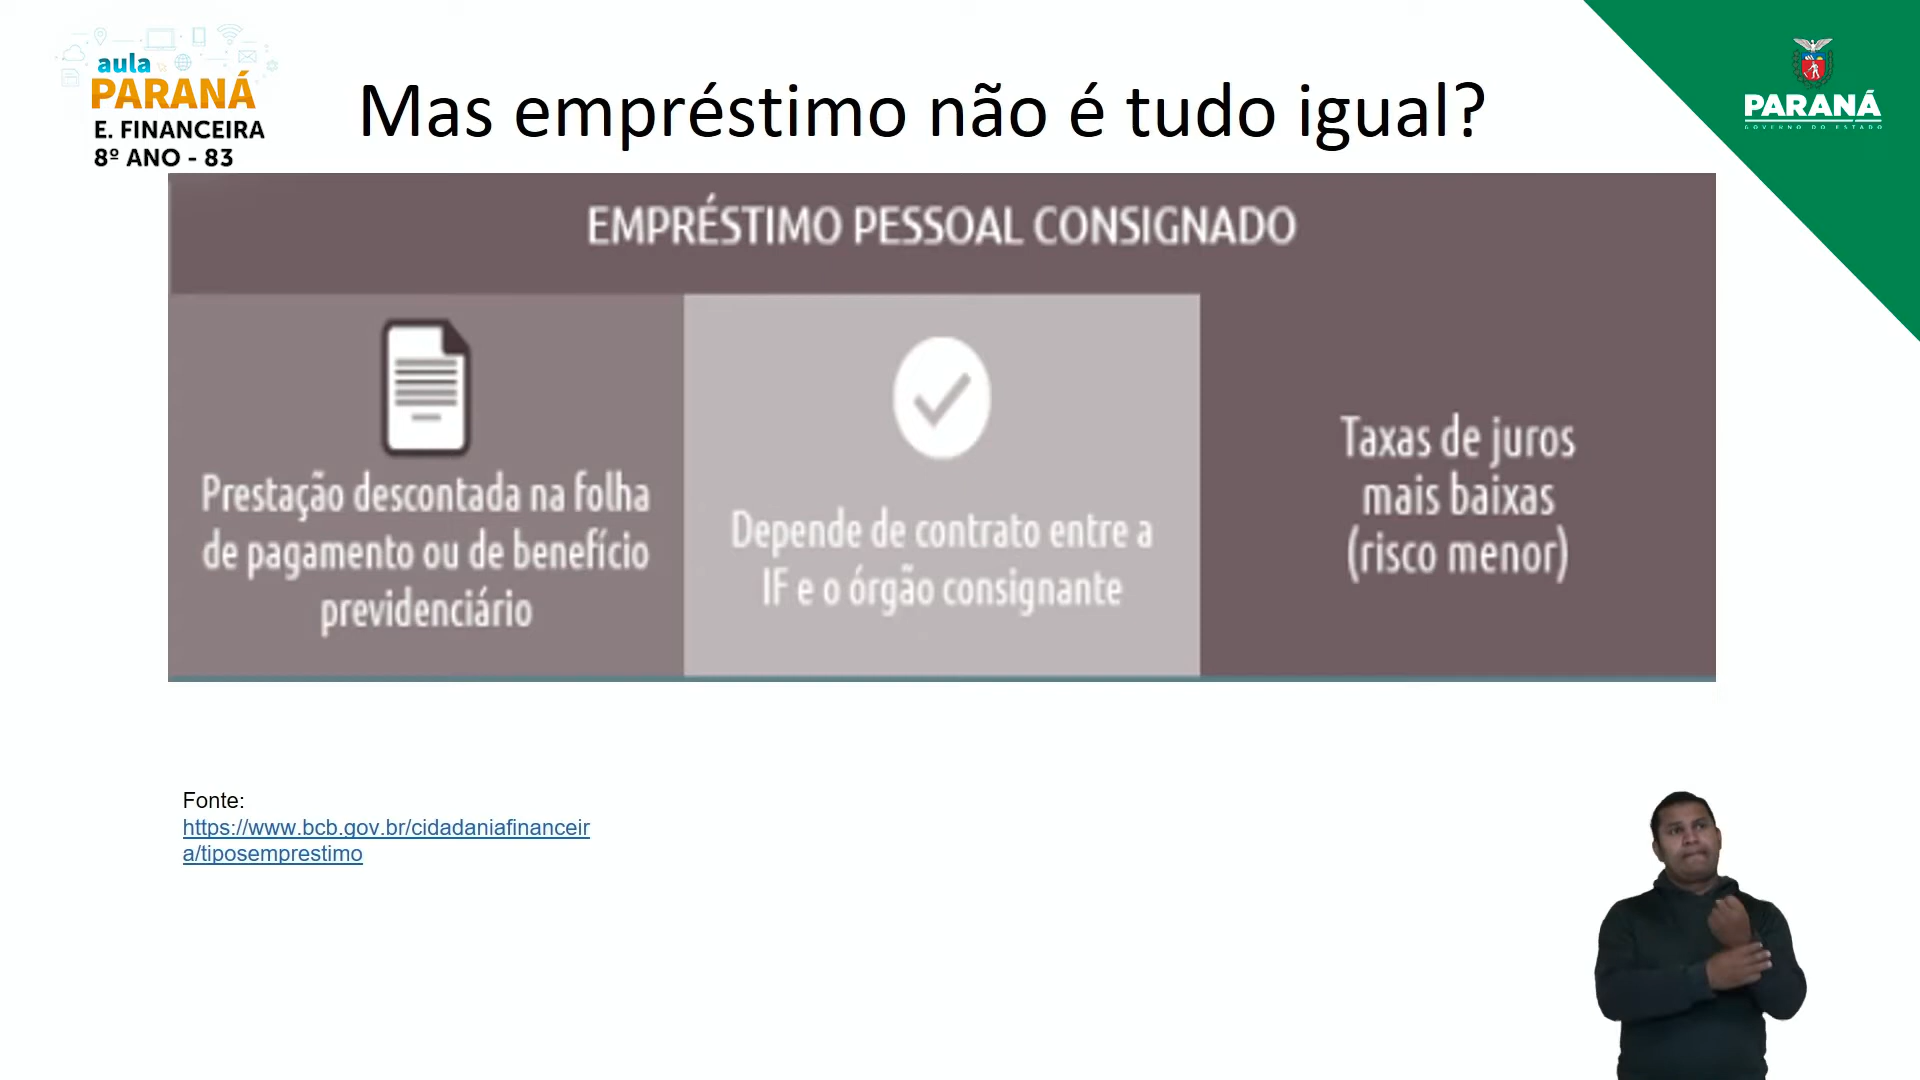 aula
PARANÁ
E. FINANCEIRA
8º ANO - 83
Mas empréstimo não é tudo igual?
PARANÁ
GOVERNO DO ESTADO
EMPRÉSTIMO PESSOAL CONSIGNADO
Prestação descontada na folha
de pagamento ou de benefício
previdenciário
Depende de contrato entre a
IF e o órgão consignante
Taxas de juros
mais baixas
(risco menor)
Fonte:
https://www.bcb.gov.br/cidadaniafinanceir
a/tiposemprestimo